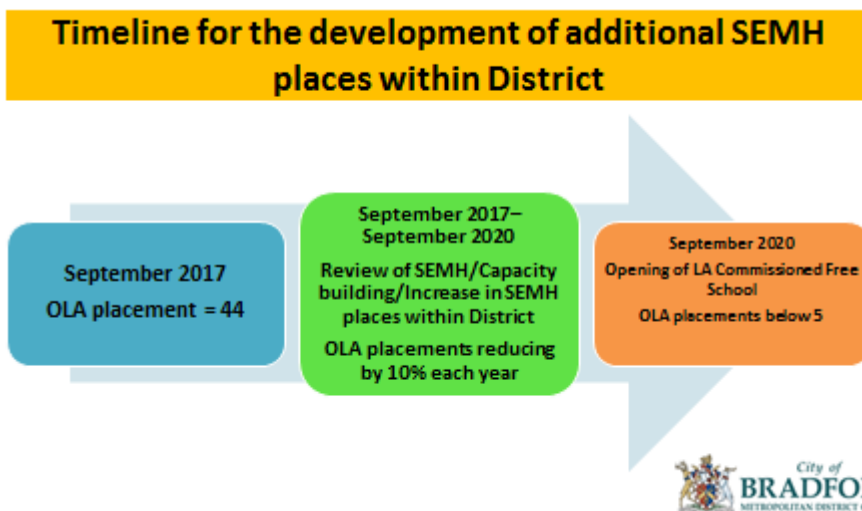 Timeline for the development of additional SEMH
places within District
September 2017
OLA placement = 44
September 2017–
September 2020
Review of SEMH/Capacity
building/Increase in SEMH
places within District
OLA placements reducing
by 10% each year
September 2020
Opening of LA Commissioned Free
School
OLA placements below 5
City of
BRADFO
METROPOLITAN DISTRICT